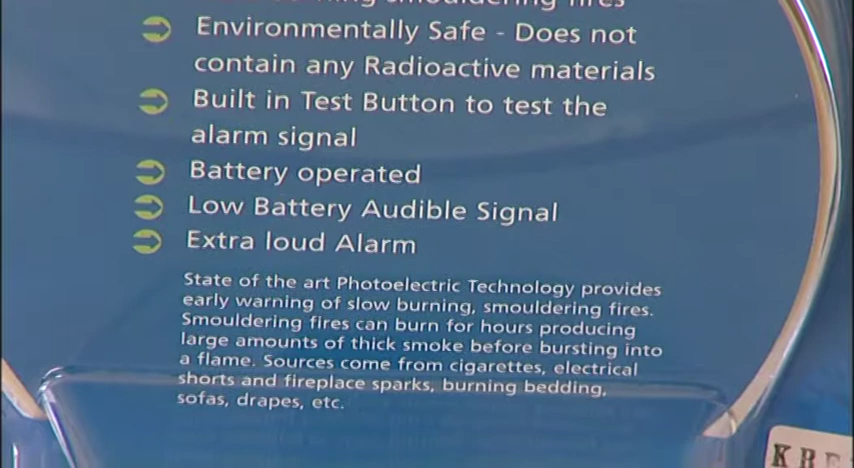 smouldering fires
Environmentally Safe - Does not
contain any Radioactive materials
Built in Test Button to test the
alarm signal
Battery operated
Low Battery Audible Signal
Extra loud Alarm
State of the art Photoelectric Technology provides
early warning of slow burning, smouldering fires.
Smouldering fires can burn for hours producing
large amounts of thick smoke before bursting into
a flame. Sources come from cigarettes, electrical
shorts and fireplace sparks, burning bedding,
sofas, drapes, etc.